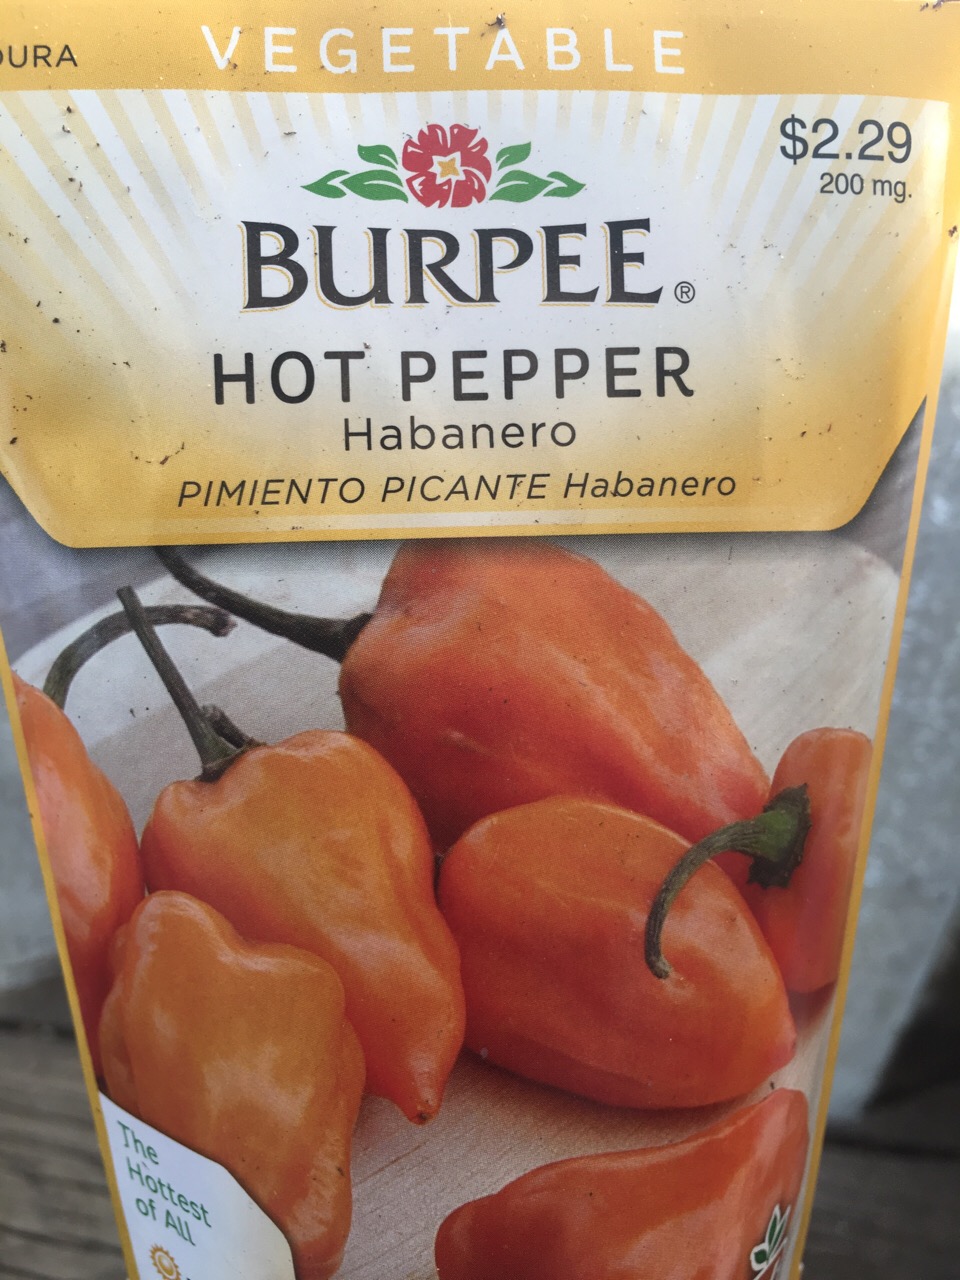 VEGETABLE
$2.29
200 mg.
BURPEE®
HOT PEPPER
Habanero
PIMIENTO PICANTE Habanero
The
Hottest
of All